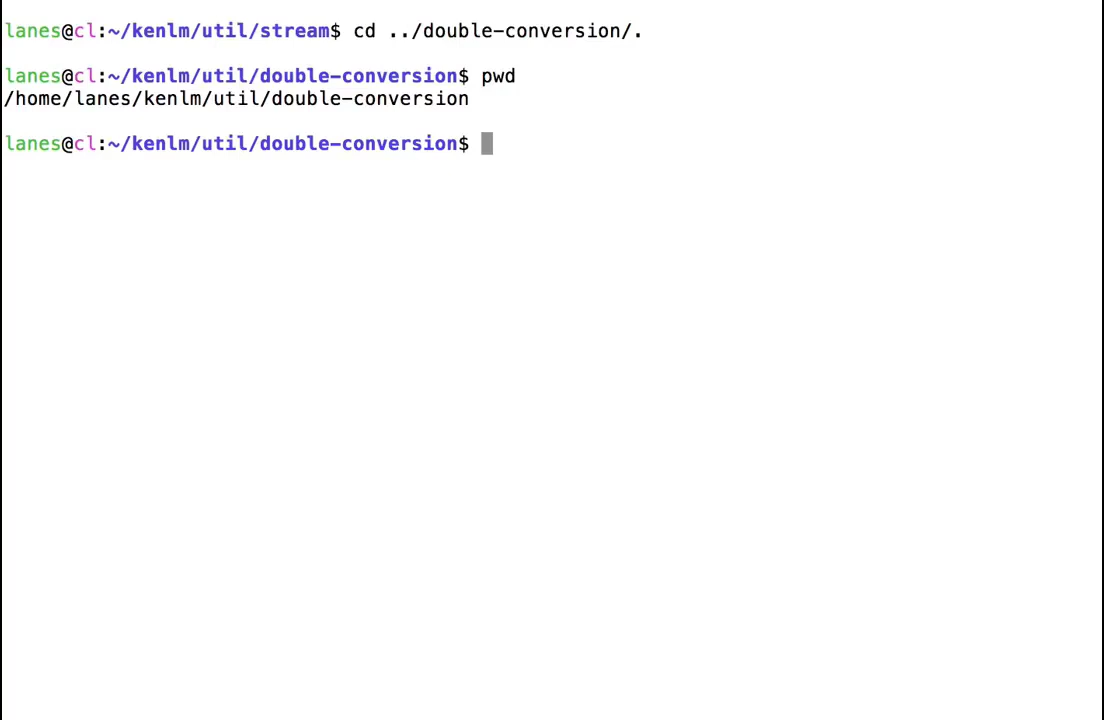 lanes@cl:~/kenlm/util/stream$ cd ../double-conversion/.
lanes@cl:~/kenlm/util/double-conversion$ pwd
/home/lanes/kenlm/util/double-conversion
lanes@cl:~/kenlm/util/double-conversion$